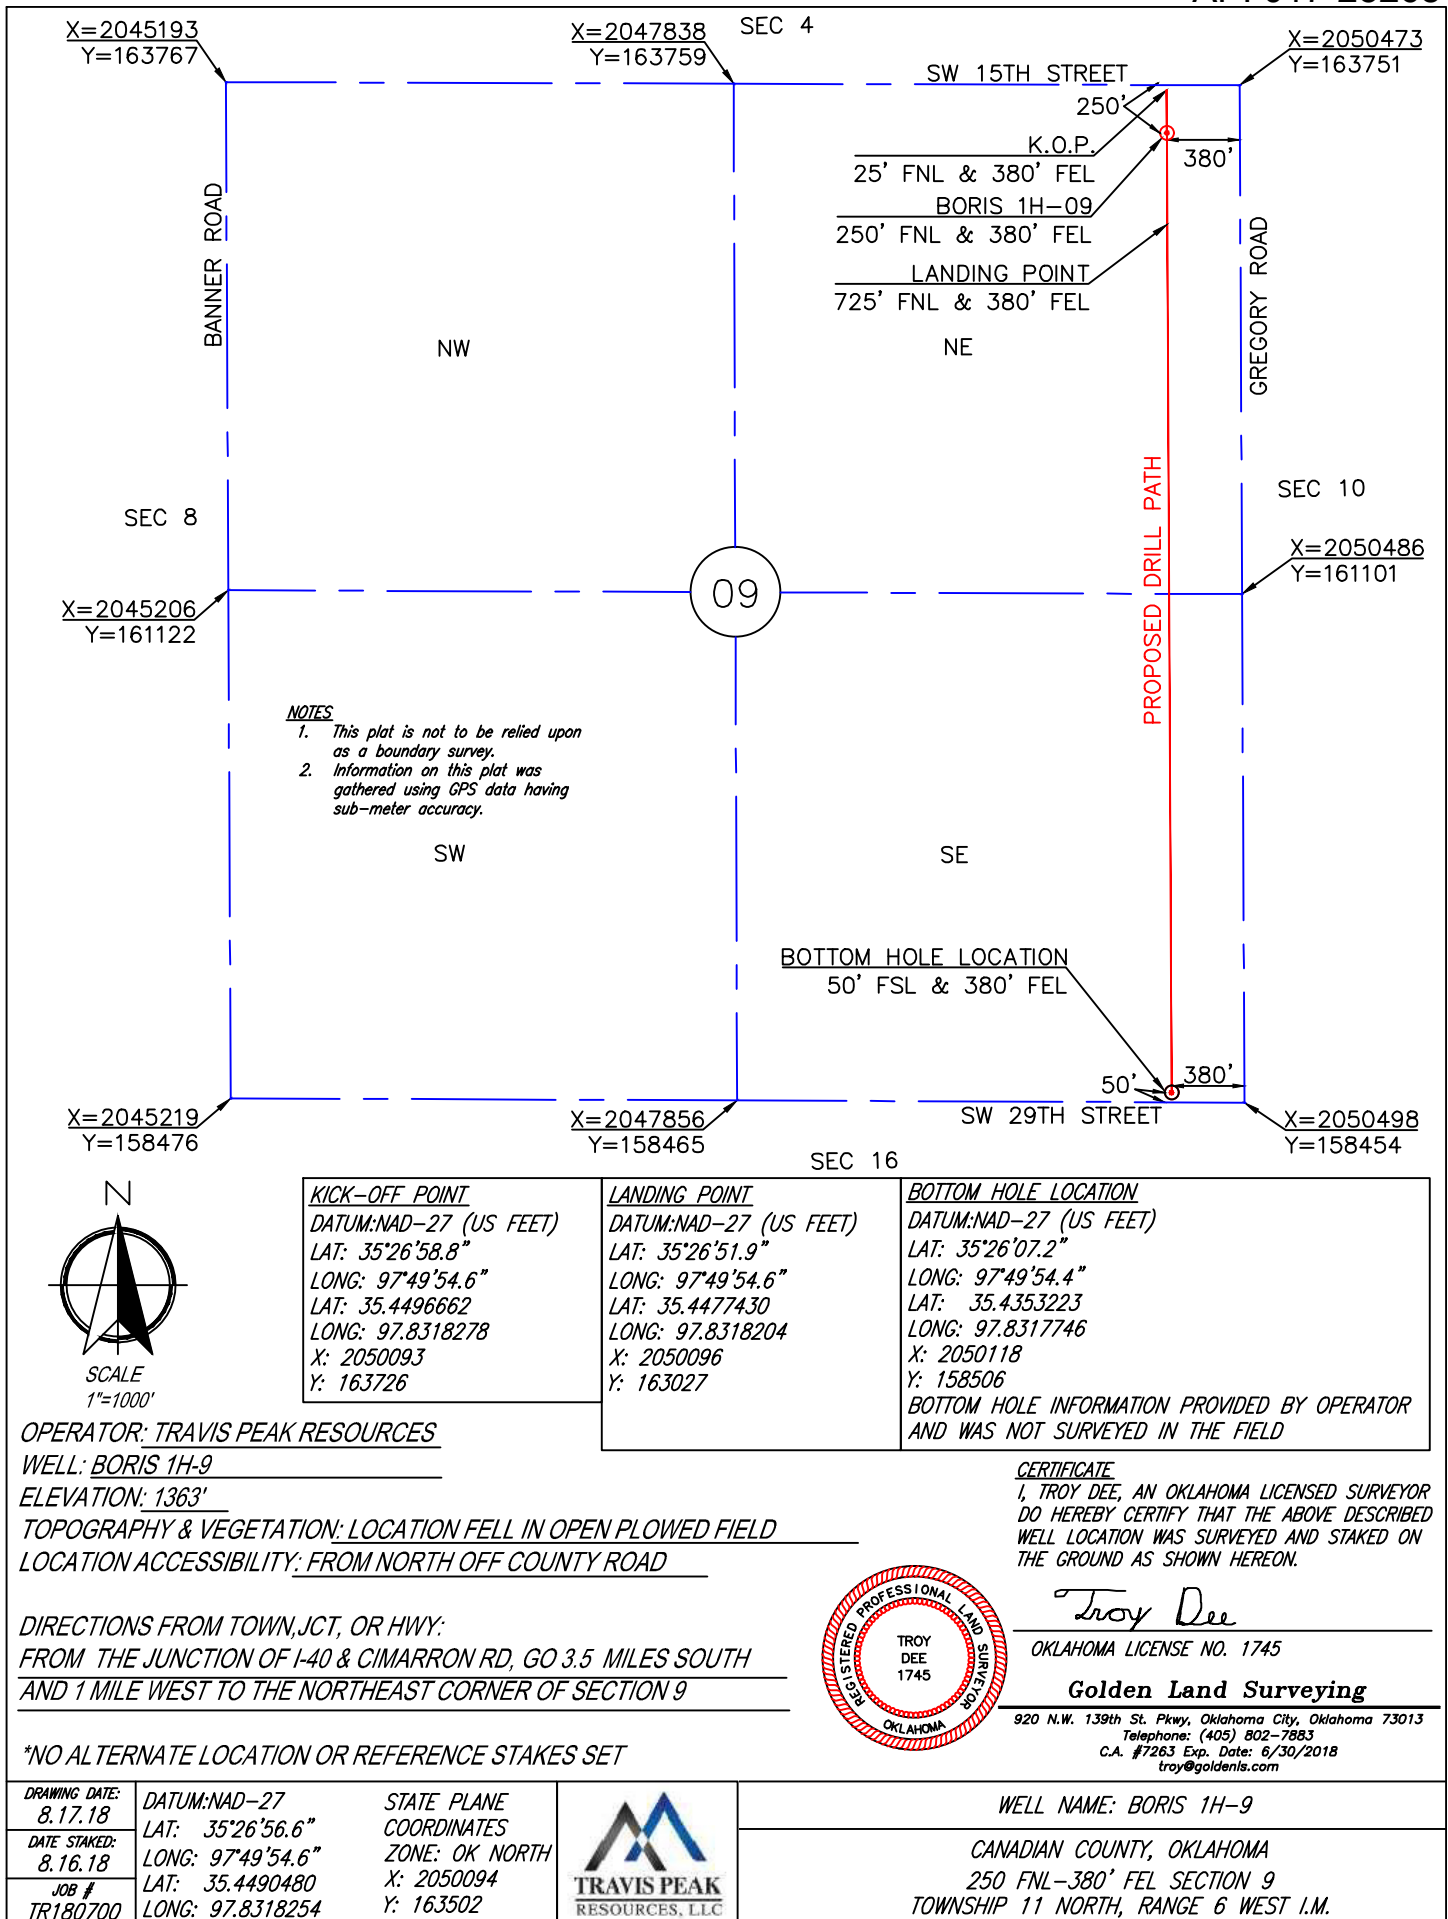 SEC 4
X=2045193
Y=163767
X=2047838
Y=163759
X=2050473
Y=163751
SW 15TH STREET
250'
K.O.P.
25' FNL & 380' FEL
380'
BORIS 1H-09
250' FNL & 380' FEL
LANDING POINT
725' FNL & 380' FEL
BANNER ROAD
GREGORY ROAD
NW
NE
PROPOSED DRILL PATH
SEC 8
SEC 10
09
X=2050486
Y=161101
X=2045206
Y=161122
NOTES
1. This plat is not to be relied upon
as a boundary survey.
2. Information on this plat was
gathered using GPS data having
sub-meter accuracy.
SW
SE
BOTTOM HOLE LOCATION
50' FSL & 380' FEL
50'
380'
SW 29TH STREET
X=2045219
Y=158476
X=2047856
Y=158465
X=2050498
Y=158454
SEC 16
N
SCALE
1"=1000'
KICK-OFF POINT
DATUM:NAD-27 (US FEET)
LAT: 35°26'58.8"
LONG: 97°49'54.6"
LAT: 35.4496662
LONG: 97.8318278
X: 2050093
Y: 163726
LANDING POINT
DATUM:NAD-27 (US FEET)
LAT: 35°26'51.9"
LONG: 97°49'54.6"
LAT: 35.4477430
LONG: 97.8318204
X: 2050096
Y: 163027
BOTTOM HOLE LOCATION
DATUM:NAD-27 (US FEET)
LAT: 35°26'07.2"
LONG: 97°49'54.4"
LAT: 35.4353223
LONG: 97.8317746
X: 2050118
Y: 158506
BOTTOM HOLE INFORMATION PROVIDED BY OPERATOR
AND WAS NOT SURVEYED IN THE FIELD
OPERATOR: TRAVIS PEAK RESOURCES
WELL: BORIS 1H-9
ELEVATION: 1363'
TOPOGRAPHY & VEGETATION: LOCATION FELL IN OPEN PLOWED FIELD
LOCATION ACCESSIBILITY: FROM NORTH OFF COUNTY ROAD
DIRECTIONS FROM TOWN,JCT, OR HWY:
FROM THE JUNCTION OF I-40 & CIMARRON RD, GO 3.5 MILES SOUTH
AND 1 MILE WEST TO THE NORTHEAST CORNER OF SECTION 9
*NO ALTERNATE LOCATION OR REFERENCE STAKES SET
CERTIFICATE
I, TROY DEE, AN OKLAHOMA LICENSED SURVEYOR
DO HEREBY CERTIFY THAT THE ABOVE DESCRIBED
WELL LOCATION WAS SURVEYED AND STAKED ON
THE GROUND AS SHOWN HEREON.
Troy Dee
OKLAHOMA LICENSE NO. 1745
REGISTERED PROFESSIONAL LAND SURVEYOR
TROY
DEE
1745
OKLAHOMA
Golden Land Surveying
920 N.W. 139th St. Pkwy, Oklahoma City, Oklahoma 73013
Telephone: (405) 802-7883
C.A. #7263 Exp. Date: 6/30/2018
troy@goldenls.com
DRAWING DATE:
8.17.18
DATE STAKED:
8.16.18
JOB #
TR180700
DATUM:NAD-27
LAT: 35°26'56.6"
LONG: 97°49'54.6"
LAT: 35.4490480
LONG: 97.8318254
STATE PLANE
COORDINATES
ZONE: OK NORTH
X: 2050094
Y: 163502
TRAVIS PEAK
RESOURCES, LLC
WELL NAME: BORIS 1H-9
CANADIAN COUNTY, OKLAHOMA
250 FNL-380' FEL SECTION 9
TOWNSHIP 11 NORTH, RANGE 6 WEST I.M.